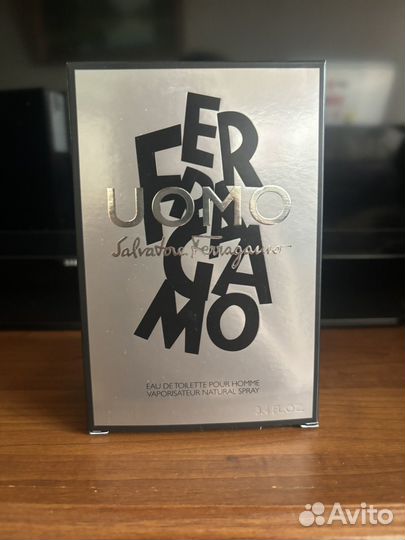 FERRAGAMO
UOMO
Salvatore Ferragamo
EAU DE TOILETTE POUR HOMME
VAPORISATEUR NATURAL SPRAY
3.4 FL.OZ.
Avito